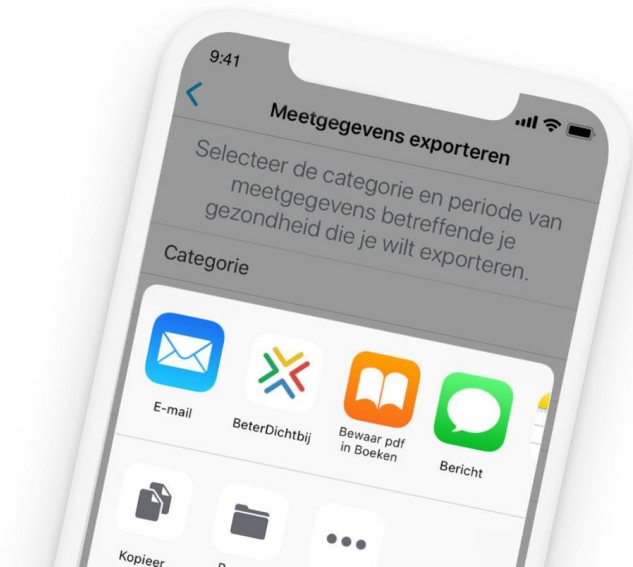 9:41
Meetgegevens exporteren
Selecteer de categorie en periode van
meetgegevens betreffende je
gezondheid die je wilt exporteren.
Categorie
E-mail
BeterDichtbij
Bewaar pdf
in Boeken
Bericht
Kopieer